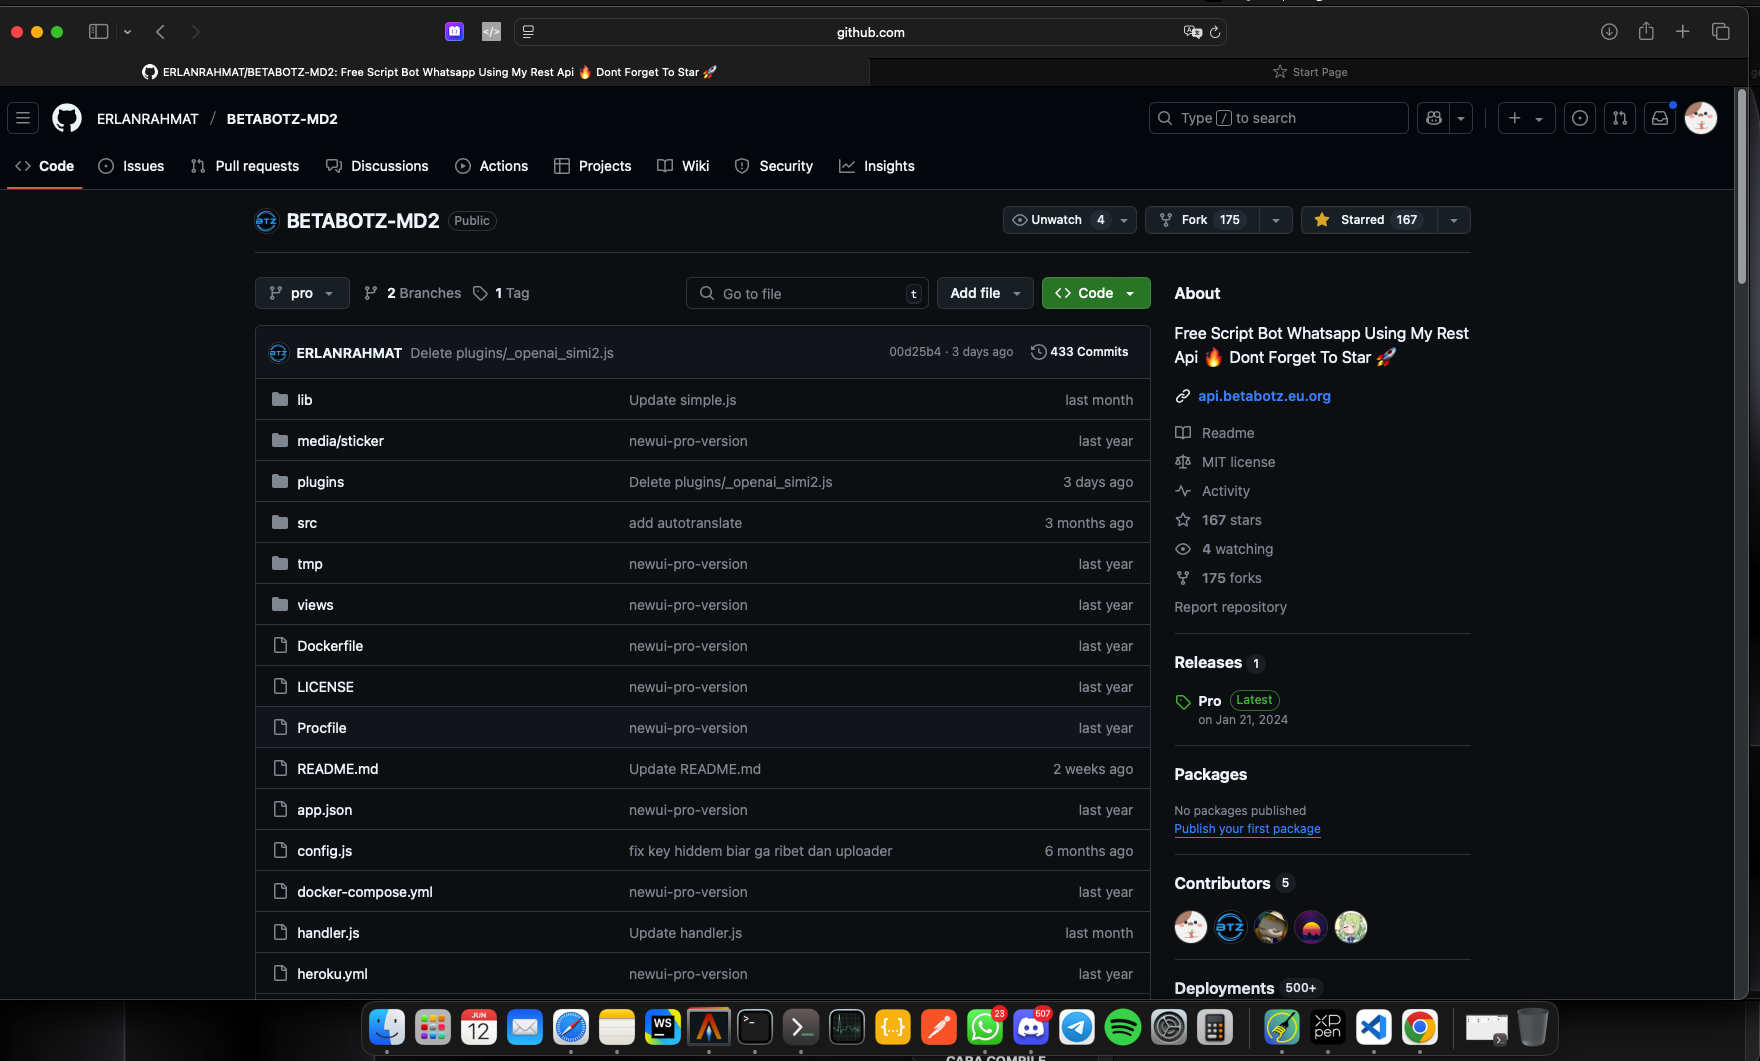 github.com
ERLANRAHMAT/BETABOTZ-MD2: Free Script Bot Whatsapp Using My Rest Api 🔥 Dont Forget To Star 🚀
Start Page
ERLANRAHMAT / BETABOTZ-MD2
Type / to search
Code
Issues
Pull requests
Discussions
Actions
Projects
Wiki
Security
Insights
BTZ
BETABOTZ-MD2 Public
Unwatch 4
Fork 175
Starred 167
pro
2 Branches
1 Tag
Go to file t
Add file
<> Code
BTZ
ERLANRAHMAT Delete plugins/_openai_simi2.js 00d25b4 · 3 days ago 433 Commits
lib Update simple.js last month
media/sticker newui-pro-version last year
plugins Delete plugins/_openai_simi2.js 3 days ago
src add autotranslate 3 months ago
tmp newui-pro-version last year
views newui-pro-version last year
Dockerfile newui-pro-version last year
LICENSE newui-pro-version last year
Procfile newui-pro-version last year
README.md Update README.md 2 weeks ago
app.json newui-pro-version last year
config.js fix key hiddem biar ga ribet dan uploader 6 months ago
docker-compose.yml newui-pro-version last year
handler.js Update handler.js last month
heroku.yml newui-pro-version last year
About
Free Script Bot Whatsapp Using My Rest
Api 🔥 Dont Forget To Star 🚀
api.betabotz.eu.org
Readme
MIT license
Activity
167 stars
4 watching
175 forks
Report repository
Releases 1
Pro Latest
on Jan 21, 2024
Packages
No packages published
Publish your first package
Contributors 5
BTZ
Deployments 500+
JUN
12
WS
23
507
XP
pen
CARA COMPILE